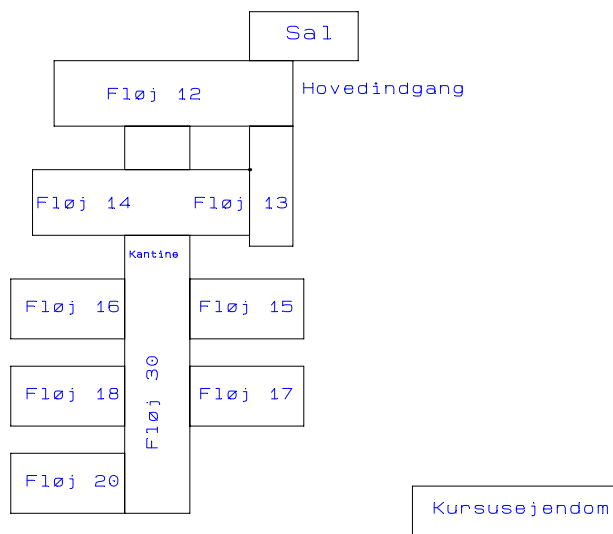 Sal
Hovedindgang
Fløj 12
Fløj 14
Fløj 13
Kantine
Fløj 16
Fløj 15
Fløj 30
Fløj 18
Fløj 17
Fløj 20
Kursusejendom